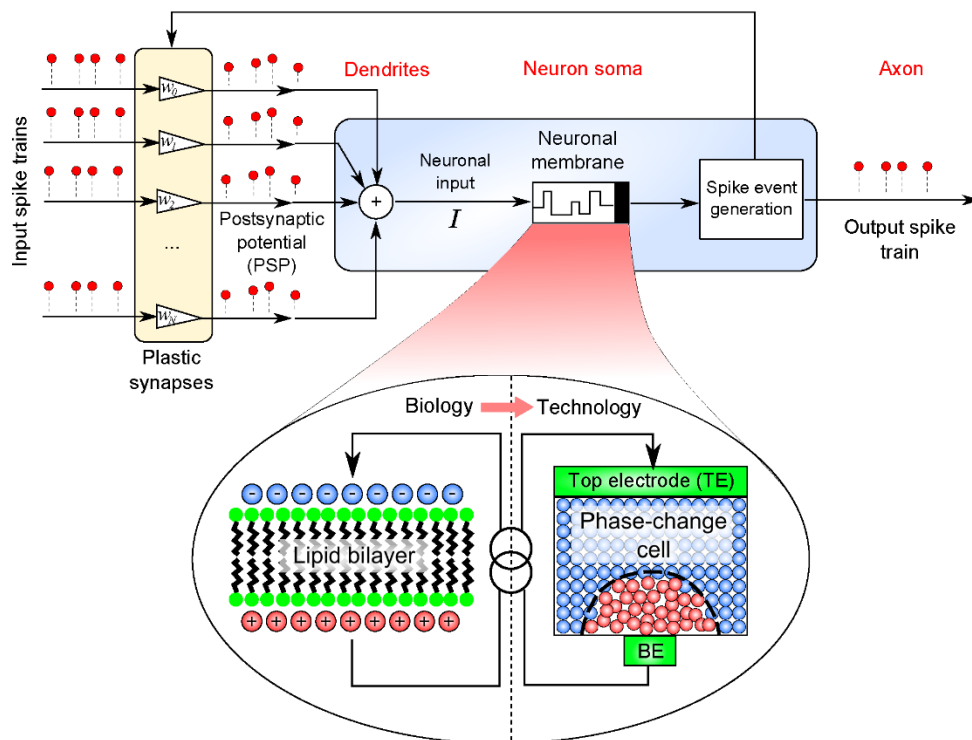 Dendrites
Neuron soma
Axon
Input spike trains
w0
w1
w2
...
wN
Plastic
synapses
Postsynaptic
potential
(PSP)
+
Neuronal
input
I
Neuronal
membrane
Spike event
generation
Output spike
train
Biology
Technology
- - - - - - - - -
Lipid bilayer
+ + + + + + + + +
Top electrode (TE)
Phase-change
cell
BE